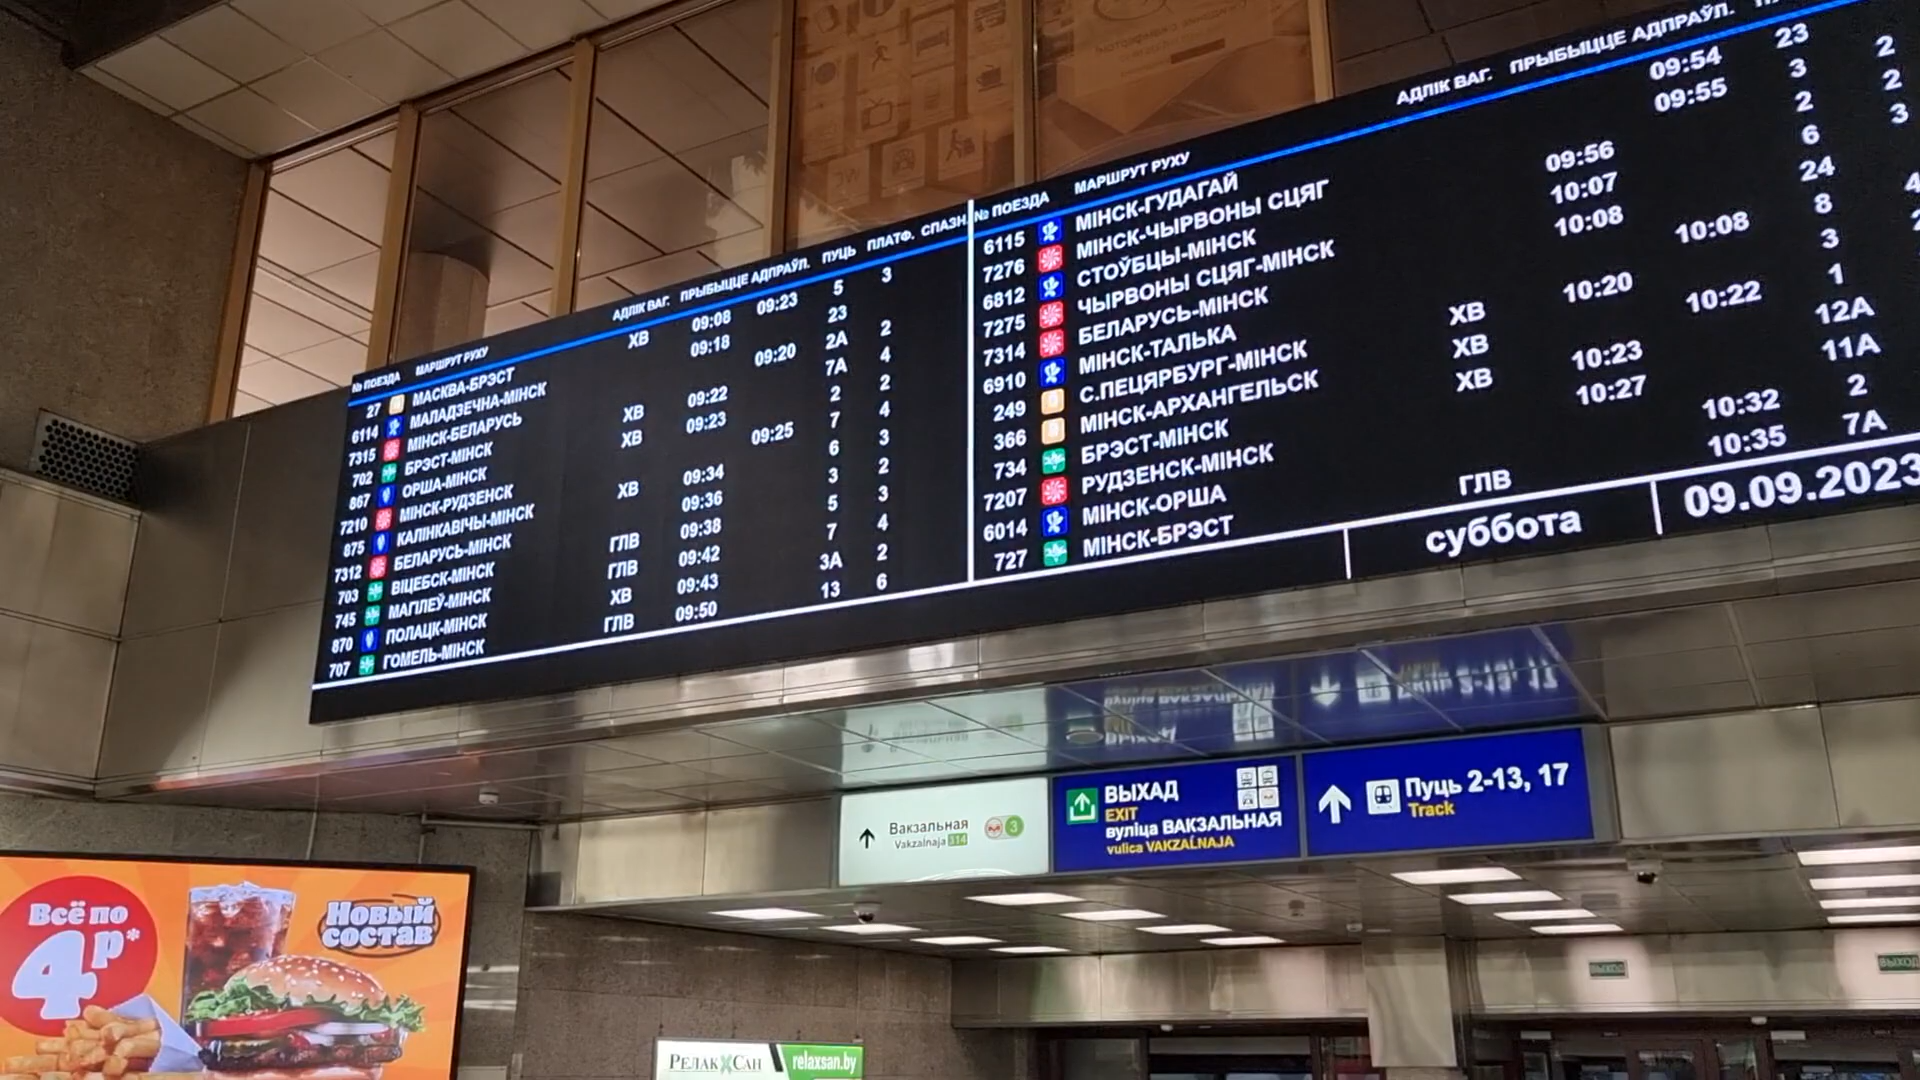 № ПОЕЗДА МАРШРУТ РУХУ АДЛІК ВАГ. ПРЫБЫЦЦЕ АДПРАЎЛ. ПУЦЬ ПЛАТФ. СПАЗН.
27 МАСКВА-БРЭСТ ХВ 09:08 09:23 5 3
6114 МАЛАДЗЕЧНА-МІНСК 09:18 23
7315 МІНСК-БЕЛАРУСЬ 09:20 2А 2
702 БРЭСТ-МІНСК ХВ 09:22 7А 4
867 ОРША-МІНСК ХВ 09:23 2 2
7210 МІНСК-РУДЗЕНСК 09:25 7 4
875 КАЛІНКАВІЧЫ-МІНСК ХВ 09:34 6 3
7312 БЕЛАРУСЬ-МІНСК 09:36 3 2
703 ВІЦЕБСК-МІНСК ГЛВ 09:38 5 3
745 МАГІЛЕЎ-МІНСК ГЛВ 09:42 7 4
870 ПОЛАЦК-МІНСК ХВ 09:43 3А 2
707 ГОМЕЛЬ-МІНСК ГЛВ 09:50 13 6
№ ПОЕЗДА МАРШРУТ РУХУ АДЛІК ВАГ. ПРЫБЫЦЦЕ АДПРАЎЛ.
6115 МІНСК-ГУДАГАЙ 09:54 23
7276 МІНСК-ЧЫРВОНЫ СЦЯГ 09:55 3 2
6812 СТОЎБЦЫ-МІНСК 09:56 2 2
7275 ЧЫРВОНЫ СЦЯГ-МІНСК 10:07 6 3
7314 БЕЛАРУСЬ-МІНСК 10:08 24
6910 МІНСК-ТАЛЬКА 10:08 8 4
249 С.ПЕЦЯРБУРГ-МІНСК ХВ 10:20 3
366 МІНСК-АРХАНГЕЛЬСК ХВ 10:22 1
734 БРЭСТ-МІНСК ХВ 10:23 12А
7207 РУДЗЕНСК-МІНСК 10:27 11А
6014 МІНСК-ОРША 10:32 2
727 МІНСК-БРЭСТ ГЛВ 10:35 7А
суббота 09.09.2023
Вакзальная 3
Vakzaĺnaja 314
ВЫХАД
EXIT
вуліца ВАКЗАЛЬНАЯ
vulica VAKZAĹNAJA
Пуць 2-13, 17
Track
Всё по
4р*
Новый
состав
РЕЛАКССАН relaxsan.by
ВЫХОД
ВЫХОД